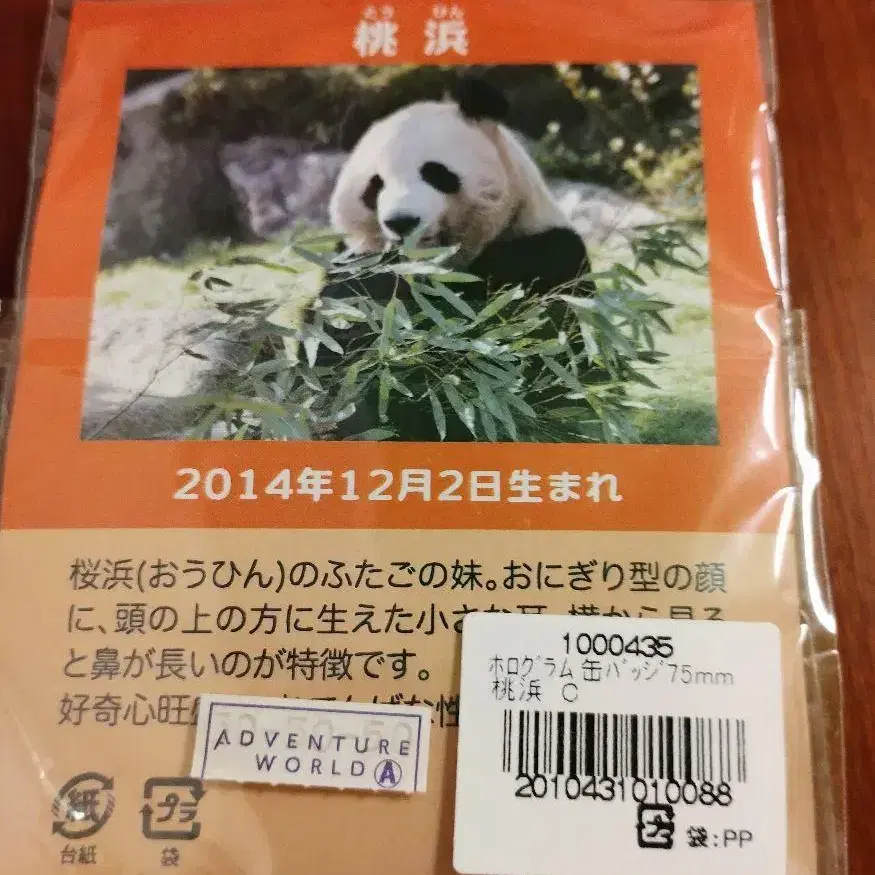 とう ひん
桃浜
2014年12月2日生まれ
桜浜(おうひん)のふたごの妹。おにぎり型の顔
に、頭の上の方に生えた小さな耳、横から見る
と鼻が長いのが特徴です。
好奇心旺
1000435
ホログラム缶バッジ75mm
桃浜 C
2010431010088
プラ 袋:PP
ADVENTURE
WORLD A
紙 プラ
台紙 袋